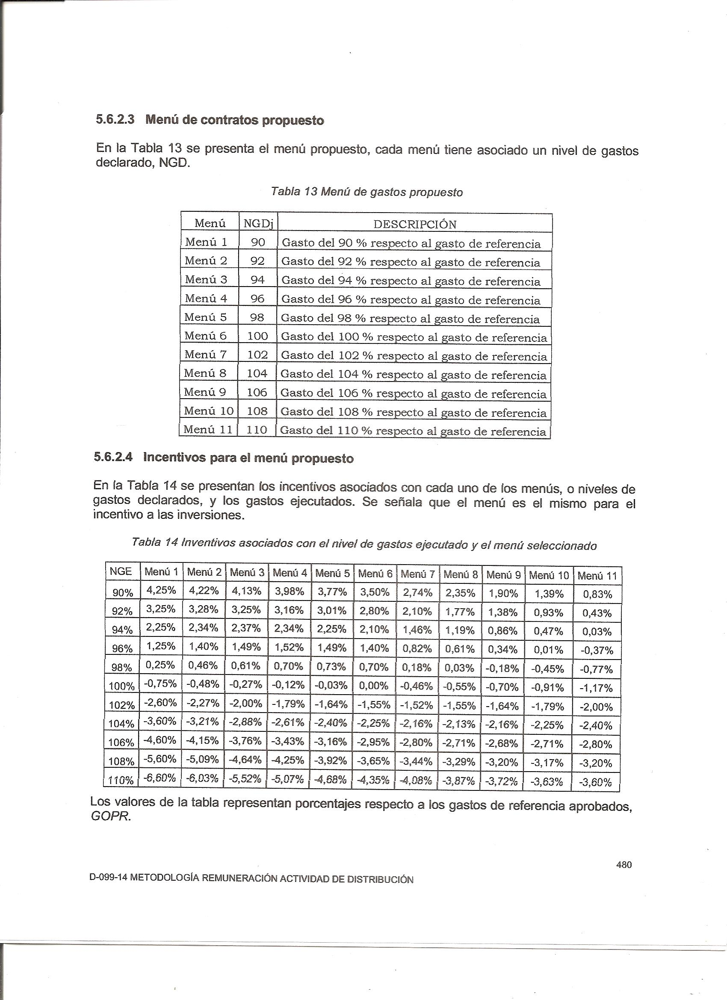 5.6.2.3 Menú de contratos propuesto
En la Tabla 13 se presenta el menú propuesto, cada menú tiene asociado un nivel de gastos
declarado, NGD.
Tabla 13 Menú de gastos propuesto
Menú NGDj DESCRIPCIÓN
Menú 1 90 Gasto del 90 % respecto al gasto de referencia
Menú 2 92 Gasto del 92 % respecto al gasto de referencia
Menú 3 94 Gasto del 94 % respecto al gasto de referencia
Menú 4 96 Gasto del 96 % respecto al gasto de referencia
Menú 5 98 Gasto del 98 % respecto al gasto de referencia
Menú 6 100 Gasto del 100 % respecto al gasto de referencia
Menú 7 102 Gasto del 102 % respecto al gasto de referencia
Menú 8 104 Gasto del 104 % respecto al gasto de referencia
Menú 9 106 Gasto del 106 % respecto al gasto de referencia
Menú 10 108 Gasto del 108 % respecto al gasto de referencia
Menú 11 110 Gasto del 110 % respecto al gasto de referencia
5.6.2.4 Incentivos para el menú propuesto
En la Tabla 14 se presentan los incentivos asociados con cada uno de los menús, o niveles de
gastos declarados, y los gastos ejecutados. Se señala que el menú es el mismo para el
incentivo a las inversiones.
Tabla 14 Inventivos asociados con el nivel de gastos ejecutado y el menú seleccionado
NGE Menú 1 Menú 2 Menú 3 Menú 4 Menú 5 Menú 6 Menú 7 Menú 8 Menú 9 Menú 10 Menú 11
90% 4,25% 4,22% 4,13% 3,98% 3,77% 3,50% 2,74% 2,35% 1,90% 1,39% 0,83%
92% 3,25% 3,28% 3,25% 3,16% 3,01% 2,80% 2,10% 1,77% 1,38% 0,93% 0,43%
94% 2,25% 2,34% 2,37% 2,34% 2,25% 2,10% 1,46% 1,19% 0,86% 0,47% 0,03%
96% 1,25% 1,40% 1,49% 1,52% 1,49% 1,40% 0,82% 0,61% 0,34% 0,01% -0,37%
98% 0,25% 0,46% 0,61% 0,70% 0,73% 0,70% 0,18% 0,03% -0,18% -0,45% -0,77%
100% -0,75% -0,48% -0,27% -0,12% -0,03% 0,00% -0,46% -0,55% -0,70% -0,91% -1,17%
102% -2,60% -2,27% -2,00% -1,79% -1,64% -1,55% -1,52% -1,55% -1,64% -1,79% -2,00%
104% -3,60% -3,21% -2,88% -2,61% -2,40% -2,25% -2,16% -2,13% -2,16% -2,25% -2,40%
106% -4,60% -4,15% -3,76% -3,43% -3,16% -2,95% -2,80% -2,71% -2,68% -2,71% -2,80%
108% -5,60% -5,09% -4,64% -4,25% -3,92% -3,65% -3,44% -3,29% -3,20% -3,17% -3,20%
110% -6,60% -6,03% -5,52% -5,07% -4,68% -4,35% -4,08% -3,87% -3,72% -3,63% -3,60%
Los valores de la tabla representan porcentajes respecto a los gastos de referencia aprobados,
GOPR.
480
D-099-14 METODOLOGÍA REMUNERACIÓN ACTIVIDAD DE DISTRIBUCIÓN